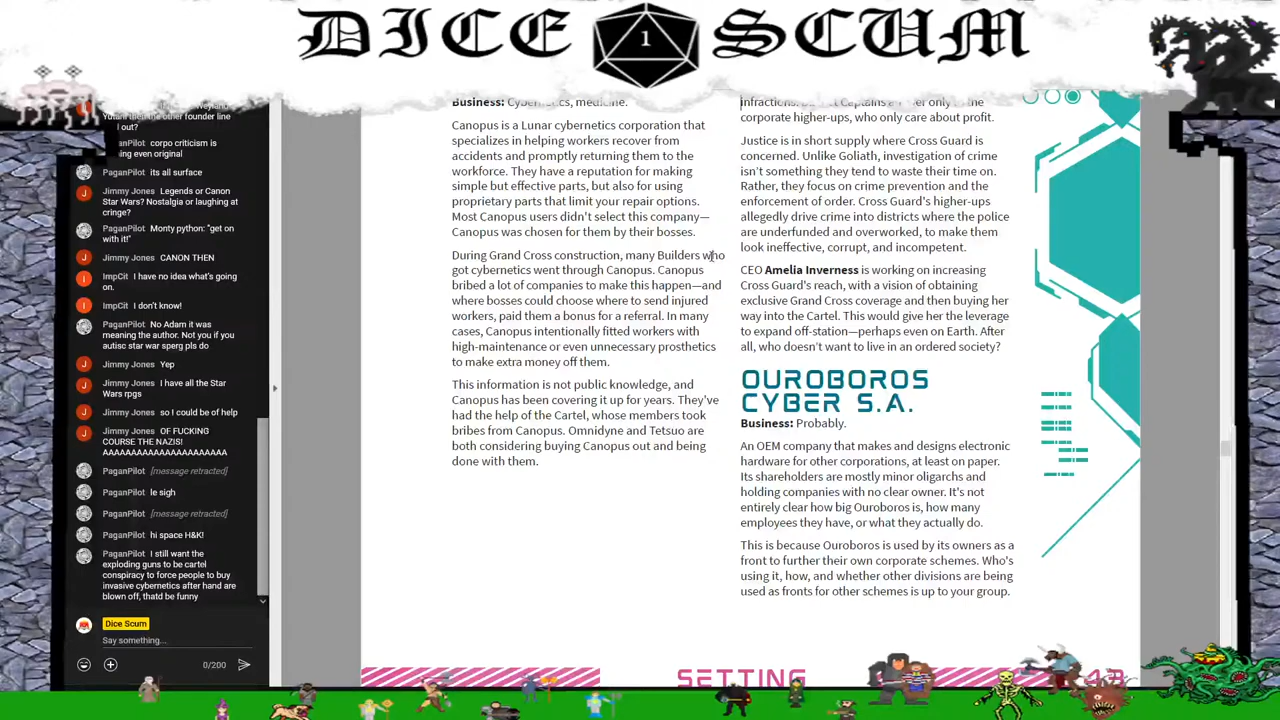 DICE SCUM
1
Yutani then the other founder line
out?
corpo criticism is
even original
PaganPilot its all surface
Jimmy Jones Legends or Canon
Star Wars? Nostalgia or laughing at
cringe?
PaganPilot Monty python: "get on
with it!"
Jimmy Jones CANON THEN
ImpCit I have no idea what's going
on.
ImpCit I don't know!
PaganPilot No Adam it was
meaning the author. Not you if you
autisc star war sperg pls do
Jimmy Jones Yep
Jimmy Jones I have all the Star
Wars rpgs
Jimmy Jones so I could be of help
Jimmy Jones OF FUCKING
COURSE THE NAZIS!
AAAAAAAAAAAAAAAAAAAAAA
PaganPilot [message retracted]
PaganPilot le sigh
PaganPilot [message retracted]
PaganPilot hi space H&K!
PaganPilot I still want the
exploding guns to be cartel
conspiracy to force people to buy
invasive cybernetics after hand are
blown off, thatd be funny
Dice Scum
Say something...
0/200
Business: Cybernetics, medicine.
Canopus is a Lunar cybernetics corporation that
specializes in helping workers recover from
accidents and promptly returning them to the
workforce. They have a reputation for making
simple but effective parts, but also for using
proprietary parts that limit your repair options.
Most Canopus users didn't select this company—
Canopus was chosen for them by their bosses.
During Grand Cross construction, many Builders who
got cybernetics went through Canopus. Canopus
bribed a lot of companies to make this happen—and
where bosses could choose where to send injured
workers, paid them a bonus for a referral. In many
cases, Canopus intentionally fitted workers with
high-maintenance or even unnecessary prosthetics
to make extra money off them.
This information is not public knowledge, and
Canopus has been covering it up for years. They've
had the help of the Cartel, whose members took
bribes from Canopus. Omnidyne and Tetsuo are
both considering buying Canopus out and being
done with them.
infractions. Captains only the
corporate higher-ups, who only care about profit.
Justice is in short supply where Cross Guard is
concerned. Unlike Goliath, investigation of crime
isn't something they tend to waste their time on.
Rather, they focus on crime prevention and the
enforcement of order. Cross Guard's higher-ups
allegedly drive crime into districts where the police
are underfunded and overworked, to make them
look ineffective, corrupt, and incompetent.
CEO Amelia Inverness is working on increasing
Cross Guard's reach, with a vision of obtaining
exclusive Grand Cross coverage and then buying her
way into the Cartel. This would give her the leverage
to expand off-station—perhaps even on Earth. After
all, who doesn't want to live in an ordered society?
OUROBOROS
CYBER S.A.
Business: Probably.
An OEM company that makes and designs electronic
hardware for other corporations, at least on paper.
Its shareholders are mostly minor oligarchs and
holding companies with no clear owner. It's not
entirely clear how big Ouroboros is, how many
employees they have, or what they actually do.
This is because Ouroboros is used by its owners as a
front to further their own corporate schemes. Who's
using it, how, and whether other divisions are being
used as fronts for other schemes is up to your group.
SETTING